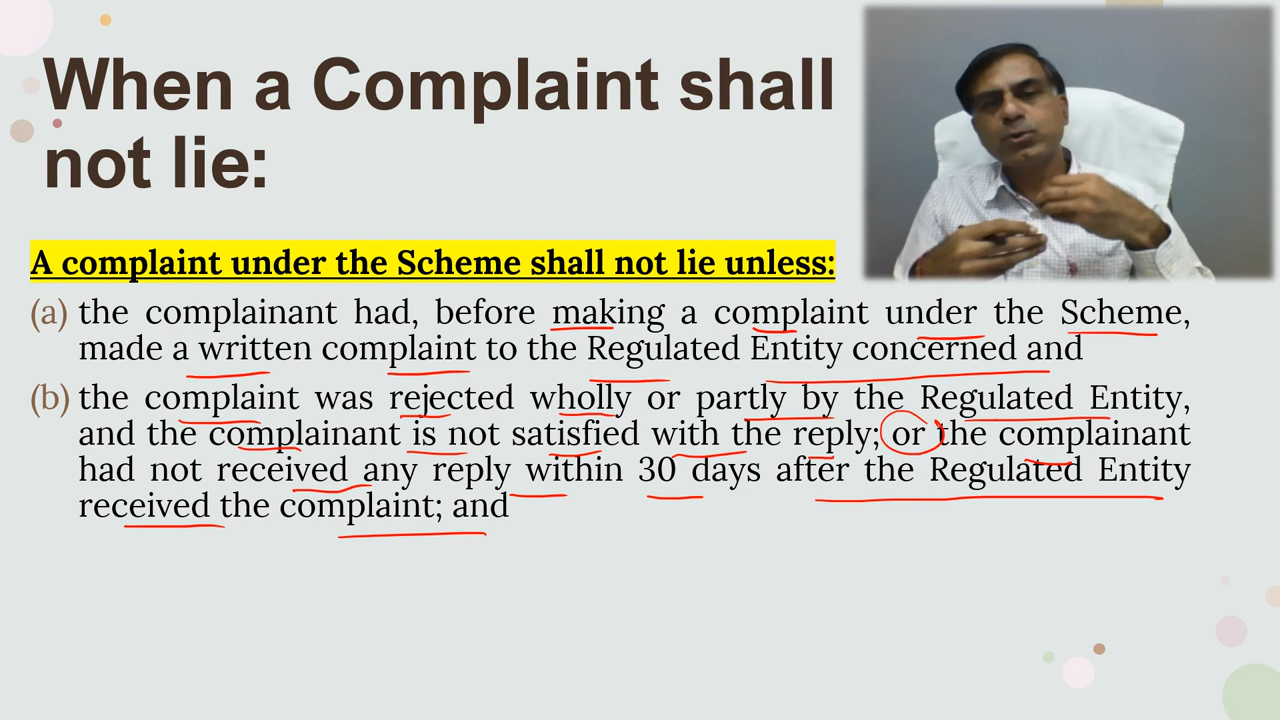 When a Complaint shall
not lie:
A complaint under the Scheme shall not lie unless:
(a) the complainant had, before making a complaint under the Scheme,
made a written complaint to the Regulated Entity concerned and
(b) the complaint was rejected wholly or partly by the Regulated Entity,
and the complainant is not satisfied with the reply; or the complainant
had not received any reply within 30 days after the Regulated Entity
received the complaint; and